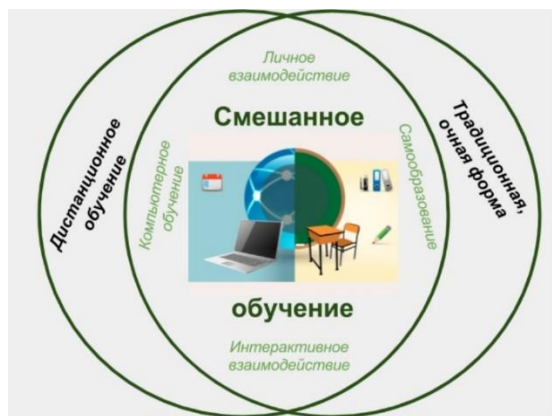 Личное
взаимодействие
Смешанное
Дистанционное
обучение
Компьютерное
обучение
Самообразование
Традиционная,
очная форма
обучение
Интерактивное
взаимодействие